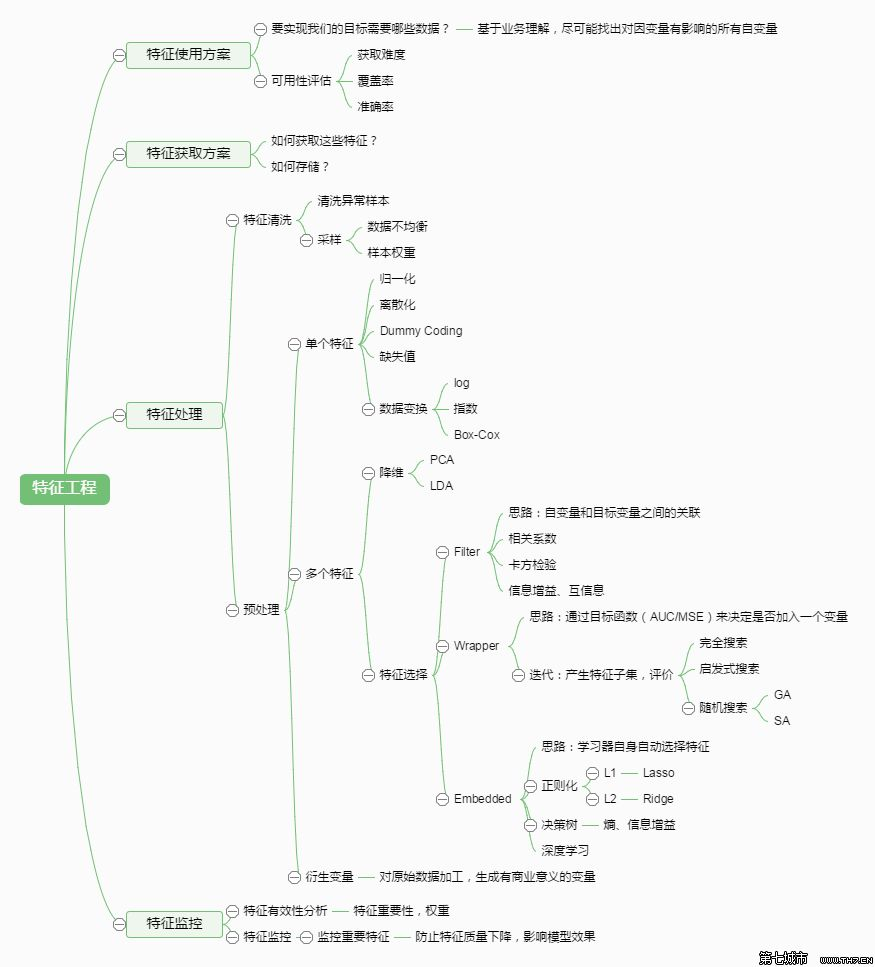 特征工程
特征使用方案
要实现我们的目标需要哪些数据？
基于业务理解，尽可能找出对因变量有影响的所有自变量
可用性评估
获取难度
覆盖率
准确率
特征获取方案
如何获取这些特征？
如何存储？
特征处理
特征清洗
清洗异常样本
采样
数据不均衡
样本权重
预处理
单个特征
归一化
离散化
Dummy Coding
缺失值
数据变换
log
指数
Box-Cox
多个特征
降维
PCA
LDA
特征选择
Filter
思路：自变量和目标变量之间的关联
相关系数
卡方检验
信息增益、互信息
Wrapper
思路：通过目标函数（AUC/MSE）来决定是否加入一个变量
迭代：产生特征子集，评价
完全搜索
启发式搜索
随机搜索
GA
SA
Embedded
思路：学习器自身自动选择特征
正则化
L1
Lasso
L2
Ridge
决策树
熵、信息增益
深度学习
衍生变量
对原始数据加工，生成有商业意义的变量
特征监控
特征有效性分析
特征重要性，权重
特征监控
监控重要特征
防止特征质量下降，影响模型效果
第七城市 WWW.TH7.CN